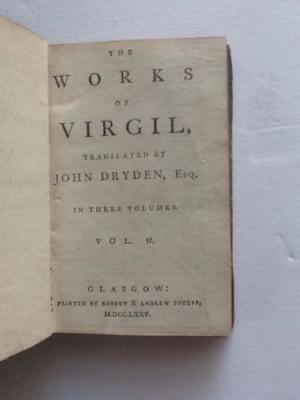 THE
WORKS
OF
VIRGIL,
TRANSLATED BY
JOHN DRYDEN, Esq.
IN THREE VOLUMES.
VOL. II.
GLASGOW:
PRINTED BY ROBERT & ANDREW FOULIS,
M.DCC.LXXV.